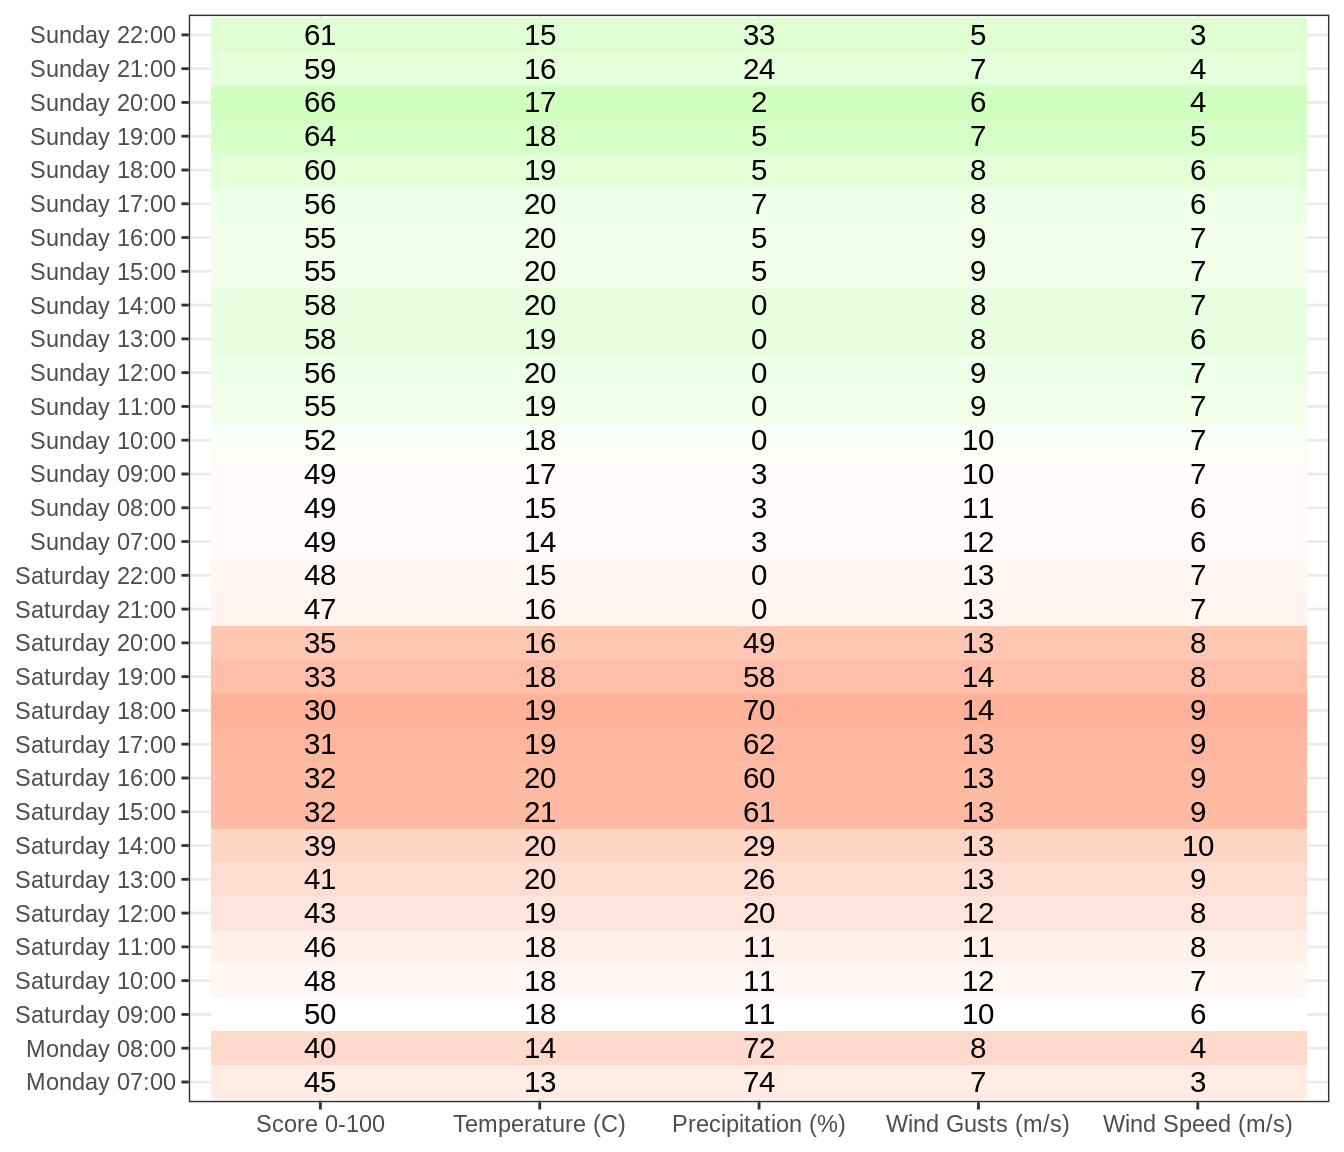 Sunday 22:00 61 15 33 5 3
Sunday 21:00 59 16 24 7 4
Sunday 20:00 66 17 2 6 4
Sunday 19:00 64 18 5 7 5
Sunday 18:00 60 19 5 8 6
Sunday 17:00 56 20 7 8 6
Sunday 16:00 55 20 5 9 7
Sunday 15:00 55 20 5 9 7
Sunday 14:00 58 20 0 8 7
Sunday 13:00 58 19 0 8 6
Sunday 12:00 56 20 0 9 7
Sunday 11:00 55 19 0 9 7
Sunday 10:00 52 18 0 10 7
Sunday 09:00 49 17 3 10 7
Sunday 08:00 49 15 3 11 6
Sunday 07:00 49 14 3 12 6
Saturday 22:00 48 15 0 13 7
Saturday 21:00 47 16 0 13 7
Saturday 20:00 35 16 49 13 8
Saturday 19:00 33 18 58 14 8
Saturday 18:00 30 19 70 14 9
Saturday 17:00 31 19 62 13 9
Saturday 16:00 32 20 60 13 9
Saturday 15:00 32 21 61 13 9
Saturday 14:00 39 20 29 13 10
Saturday 13:00 41 20 26 13 9
Saturday 12:00 43 19 20 12 8
Saturday 11:00 46 18 11 11 8
Saturday 10:00 48 18 11 12 7
Saturday 09:00 50 18 11 10 6
Monday 08:00 40 14 72 8 4
Monday 07:00 45 13 74 7 3
Score 0-100 Temperature (C) Precipitation (%) Wind Gusts (m/s) Wind Speed (m/s)